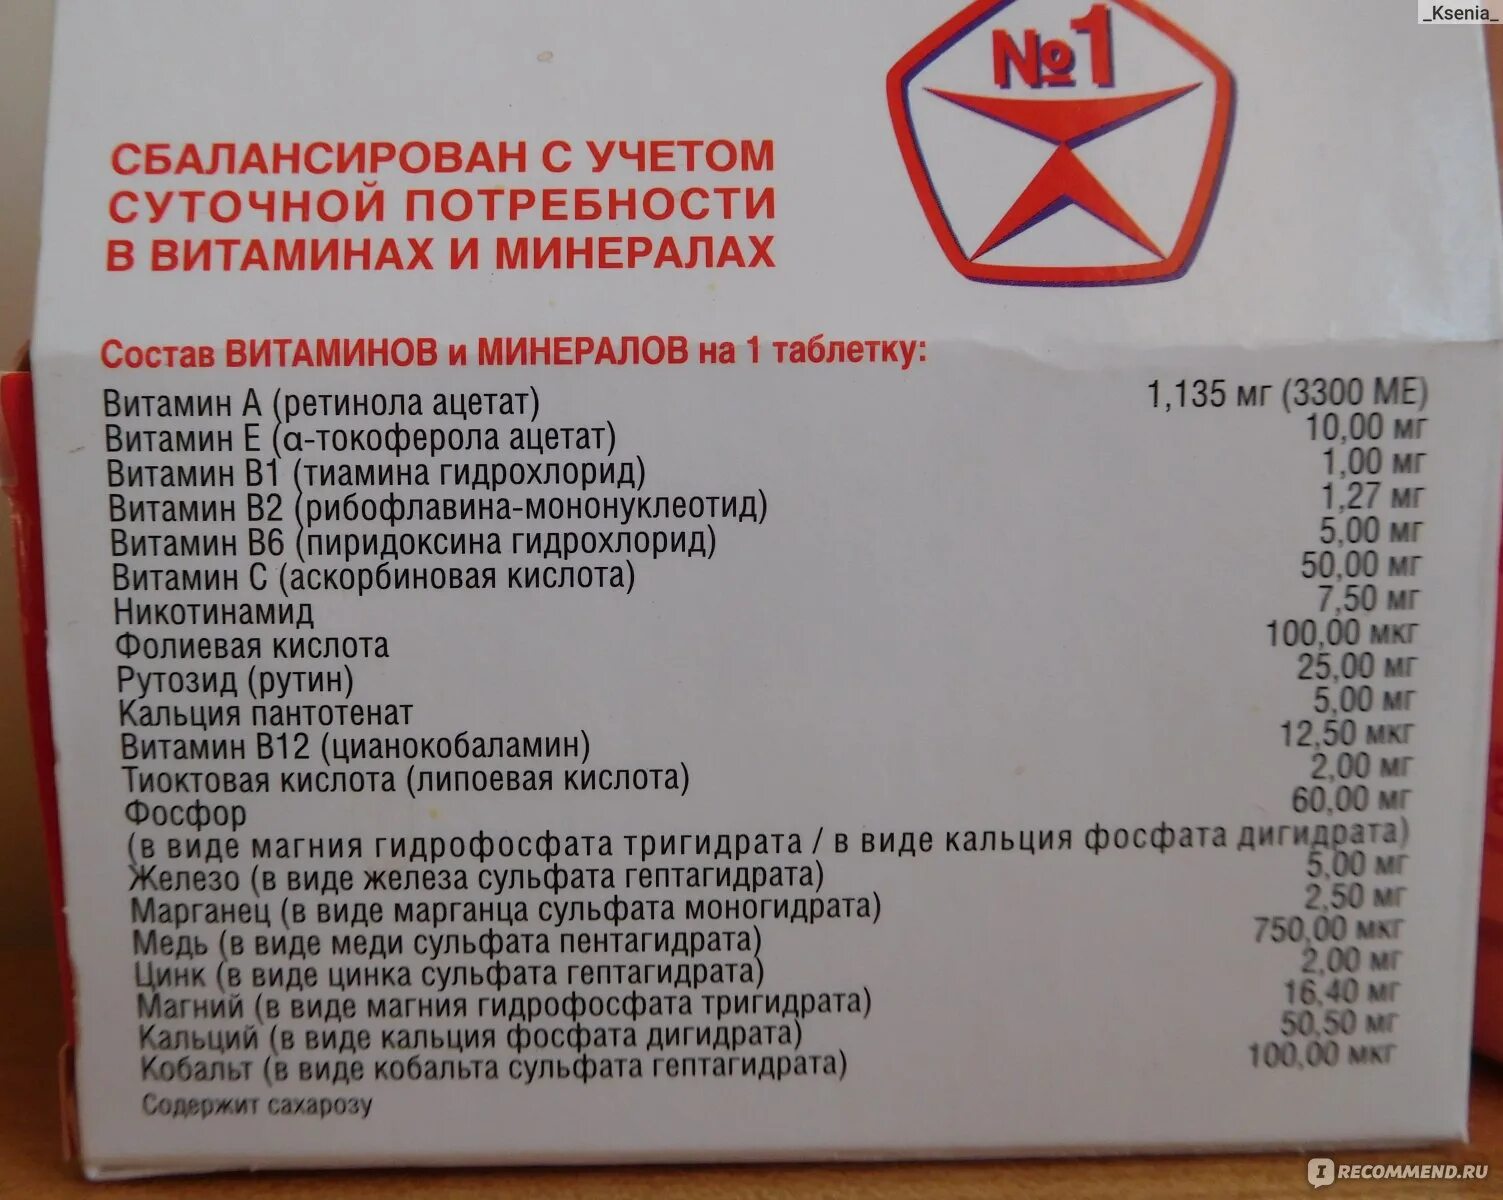 _Ksenia_
№1
СБАЛАНСИРОВАН С УЧЕТОМ
СУТОЧНОЙ ПОТРЕБНОСТИ
В ВИТАМИНАХ И МИНЕРАЛАХ
Состав ВИТАМИНОВ и МИНЕРАЛОВ на 1 таблетку:
Витамин А (ретинола ацетат) 1,135 мг (3300 МЕ)
Витамин Е (α-токоферола ацетат) 10,00 мг
Витамин В1 (тиамина гидрохлорид) 1,00 мг
Витамин В2 (рибофлавина-мононуклеотид) 1,27 мг
Витамин В6 (пиридоксина гидрохлорид) 5,00 мг
Витамин С (аскорбиновая кислота) 50,00 мг
Никотинамид 7,50 мг
Фолиевая кислота 100,00 мкг
Рутозид (рутин) 25,00 мг
Кальция пантотенат 5,00 мг
Витамин В12 (цианокобаламин) 12,50 мкг
Тиоктовая кислота (липоевая кислота) 2,00 мг
Фосфор 60,00 мг
(в виде магния гидрофосфата тригидрата / в виде кальция фосфата дигидрата)
Железо (в виде железа сульфата гептагидрата) 5,00 мг
Марганец (в виде марганца сульфата моногидрата) 2,50 мг
Медь (в виде меди сульфата пентагидрата) 750,00 мкг
Цинк (в виде цинка сульфата гептагидрата) 2,00 мг
Магний (в виде магния гидрофосфата тригидрата) 16,40 мг
Кальций (в виде кальция фосфата дигидрата) 50,50 мг
Кобальт (в виде кобальта сульфата гептагидрата) 100,00 мкг
Содержит сахарозу
I RECOMMEND.RU